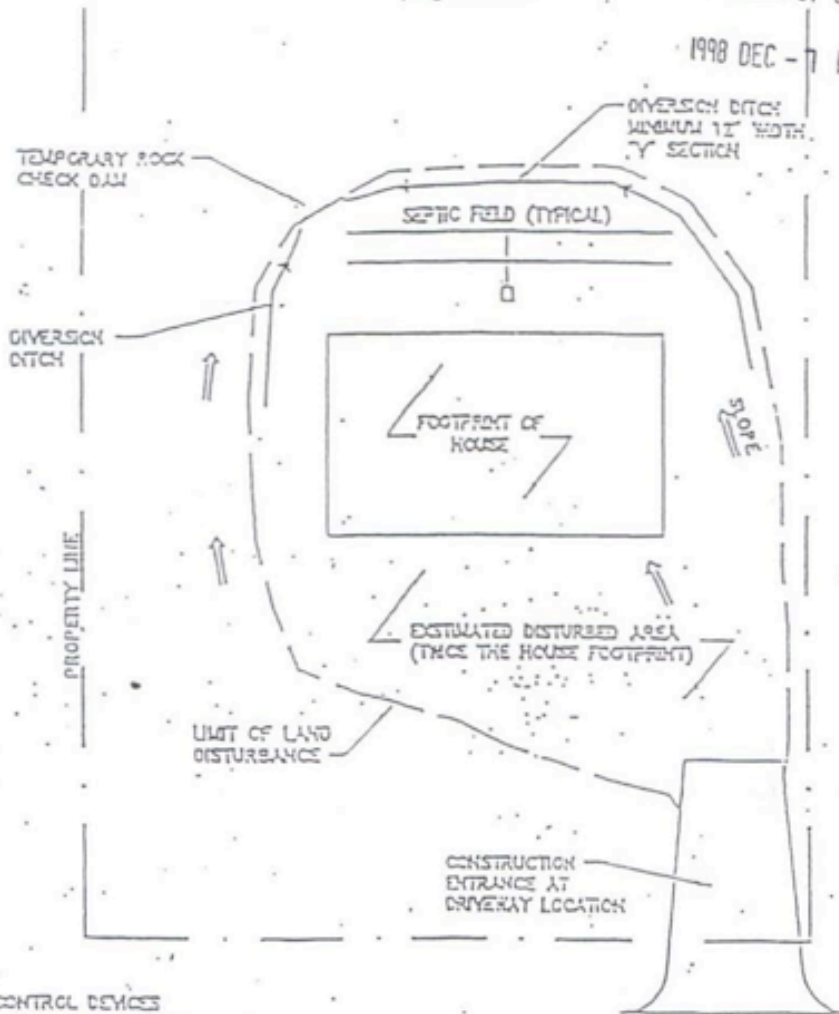 1998 DEC - 7
DIVERSION DITCH
MINIMUM 12" WIDTH
"V" SECTION
TEMPORARY ROCK
CHECK DAM
SEPTIC FIELD (TYPICAL)
DIVERSION
DITCH
SLOPE
FOOTPRINT OF
HOUSE
PROPERTY LINE
ESTIMATED DISTURBED AREA
(TWICE THE HOUSE FOOTPRINT)
LIMIT OF LAND
DISTURBANCE
CONSTRUCTION
ENTRANCE AT
DRIVEWAY LOCATION
CONTROL DEVICES